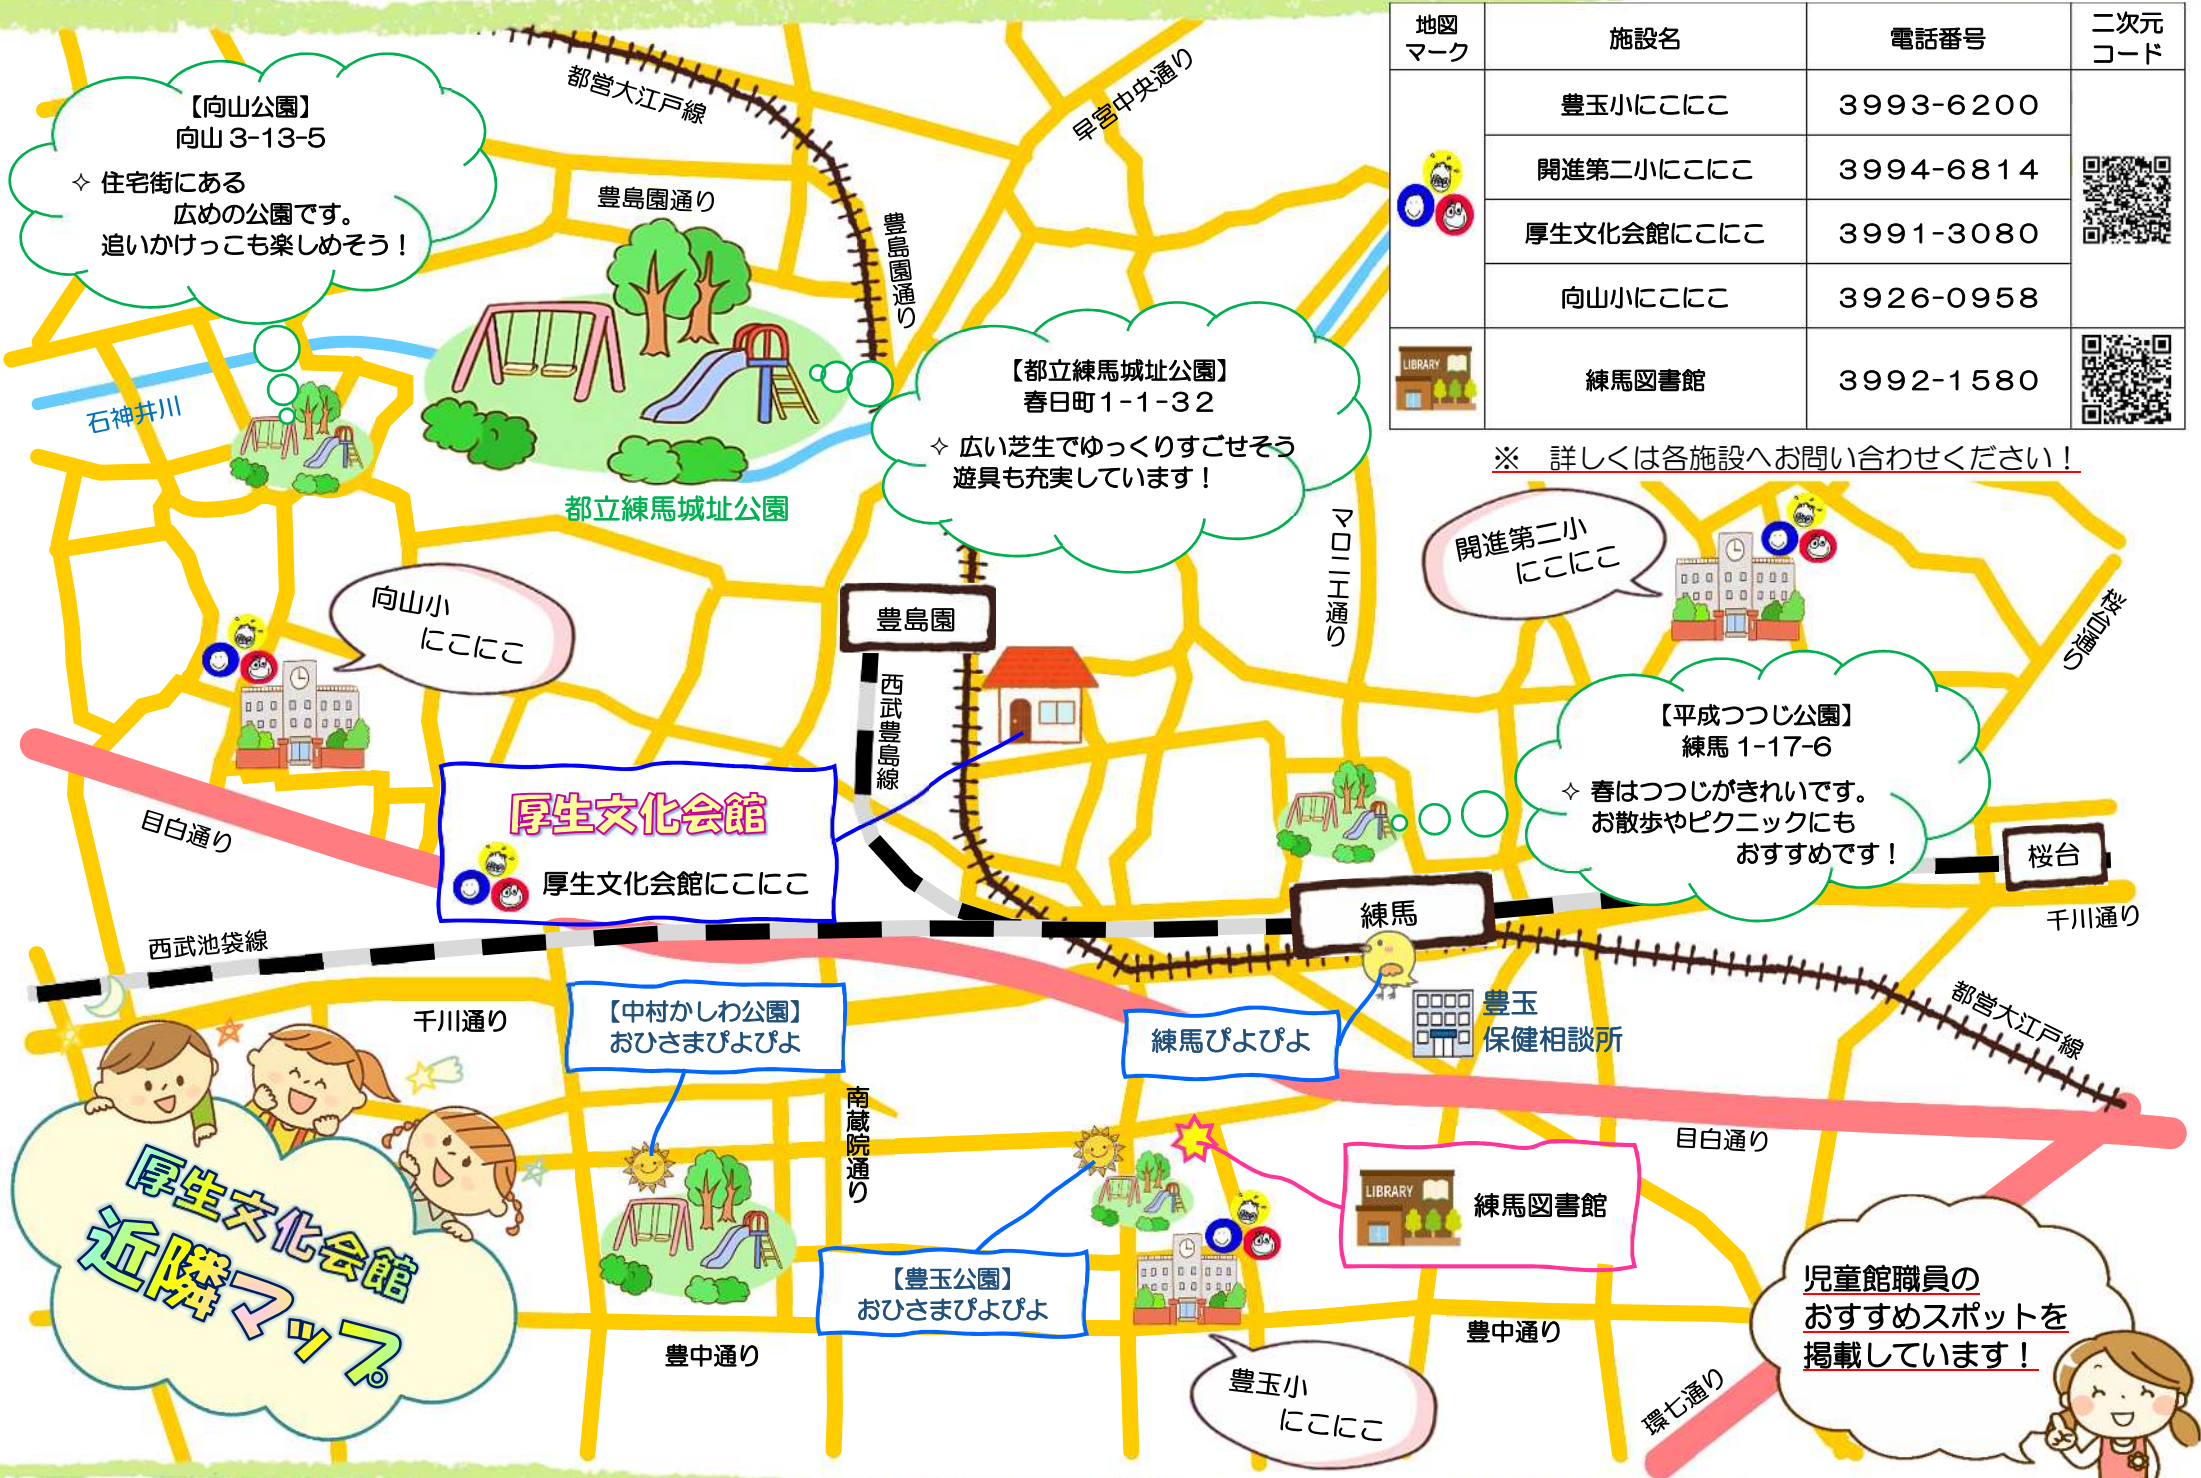 地図
マーク
施設名
電話番号
二次元
コード
豊玉小にこにこ
3993-6200
開進第二小にこにこ
3994-6814
厚生文化会館にこにこ
3991-3080
向山小にこにこ
3926-0958
LIBRARY
練馬図書館
3992-1580
※ 詳しくは各施設へお問い合わせください！
【向山公園】
向山 3-13-5
✧ 住宅街にある
広めの公園です。
追いかけっこも楽しめそう！
都営大江戸線
早宮中央通り
豊島園通り
豊島園通り
石神井川
都立練馬城址公園
【都立練馬城址公園】
春日町１-１-３２
✧ 広い芝生でゆっくりすごせそう
遊具も充実しています！
マロニエ通り
開進第二小
にこにこ
桜台通り
向山小
にこにこ
豊島園
西武豊島線
【平成つつじ公園】
練馬 1-17-6
✧ 春はつつじがきれいです。
お散歩やピクニックにも
おすすめです！
目白通り
厚生文化会館
厚生文化会館にこにこ
桜台
練馬
千川通り
西武池袋線
千川通り
【中村かしわ公園】
おひさまぴよぴよ
練馬ぴよぴよ
豊玉
保健相談所
都営大江戸線
南蔵院通り
目白通り
LIBRARY
練馬図書館
【豊玉公園】
おひさまぴよぴよ
豊中通り
豊中通り
豊玉小
にこにこ
環七通り
厚生文化会館
近隣マップ
児童館職員の
おすすめスポットを
掲載しています！